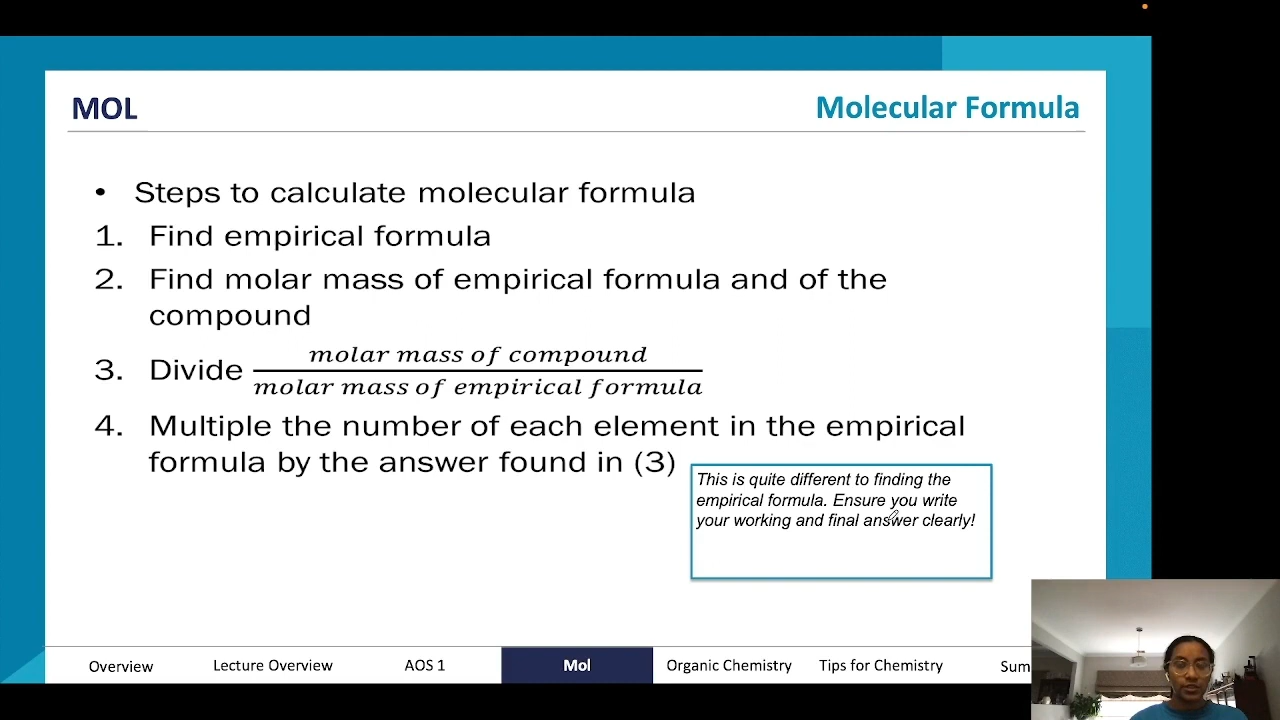 MOL
Molecular Formula
• Steps to calculate molecular formula
1. Find empirical formula
2. Find molar mass of empirical formula and of the
compound
3. Divide molar mass of compound / molar mass of empirical formula
4. Multiple the number of each element in the empirical
formula by the answer found in (3)
This is quite different to finding the
empirical formula. Ensure you write
your working and final answer clearly!
Overview Lecture Overview AOS 1 Mol Organic Chemistry Tips for Chemistry Sum